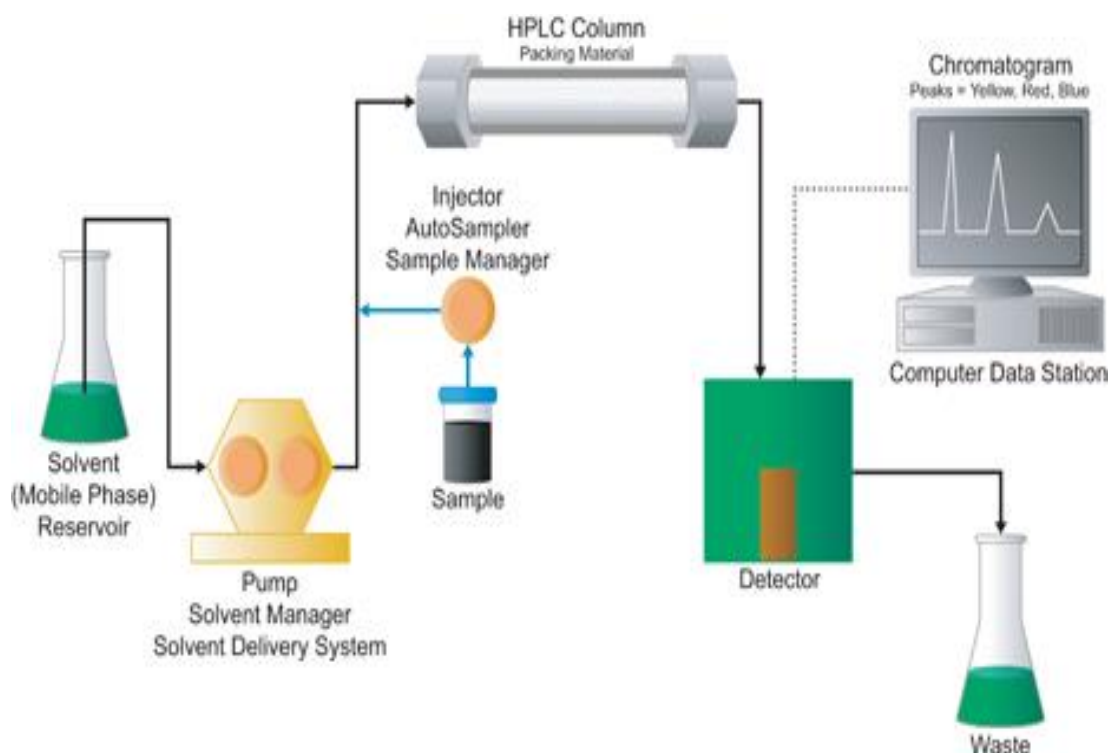 HPLC Column
Packing Material
Chromatogram
Peaks = Yellow, Red, Blue
Injector
AutoSampler
Sample Manager
Computer Data Station
Solvent
(Mobile Phase)
Reservoir
Sample
Pump
Solvent Manager
Solvent Delivery System
Detector
Waste